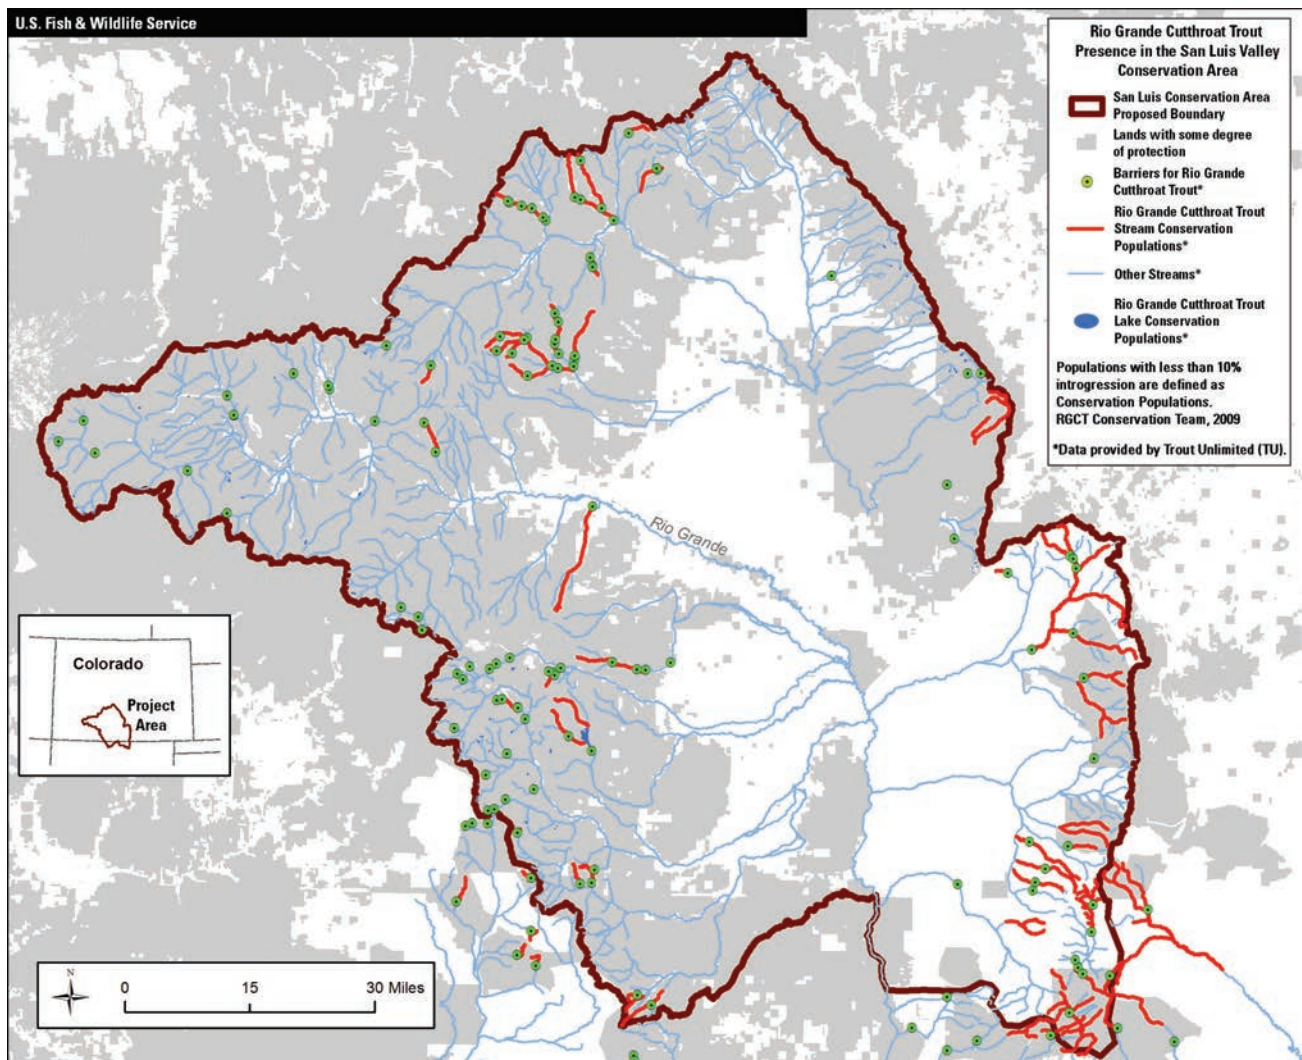 U.S. Fish & Wildlife Service
Rio Grande Cutthroat Trout
Presence in the San Luis Valley
Conservation Area
San Luis Conservation Area
Proposed Boundary
Lands with some degree
of protection
Barriers for Rio Grande
Cutthroat Trout*
Rio Grande Cutthroat Trout
Stream Conservation
Populations*
Other Streams*
Rio Grande Cutthroat Trout
Lake Conservation
Populations*
Populations with less than 10%
introgression are defined as
Conservation Populations.
RGCT Conservation Team, 2009
*Data provided by Trout Unlimited (TU).
Rio Grande
Colorado
Project
Area
N
0 15 30 Miles